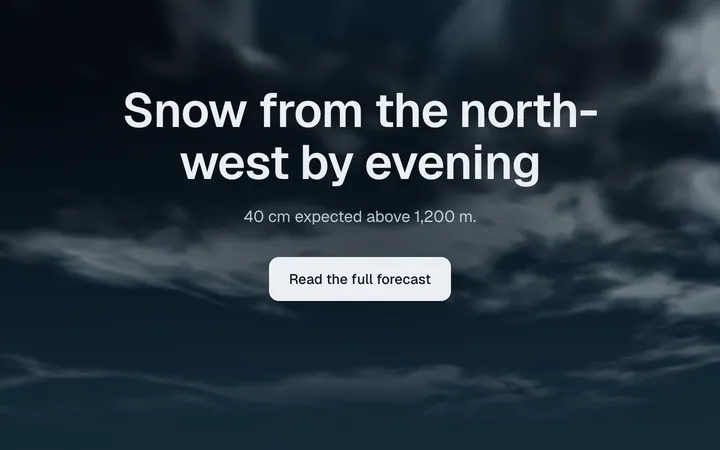 Snow from the north-
west by evening
40 cm expected above 1,200 m.
Read the full forecast